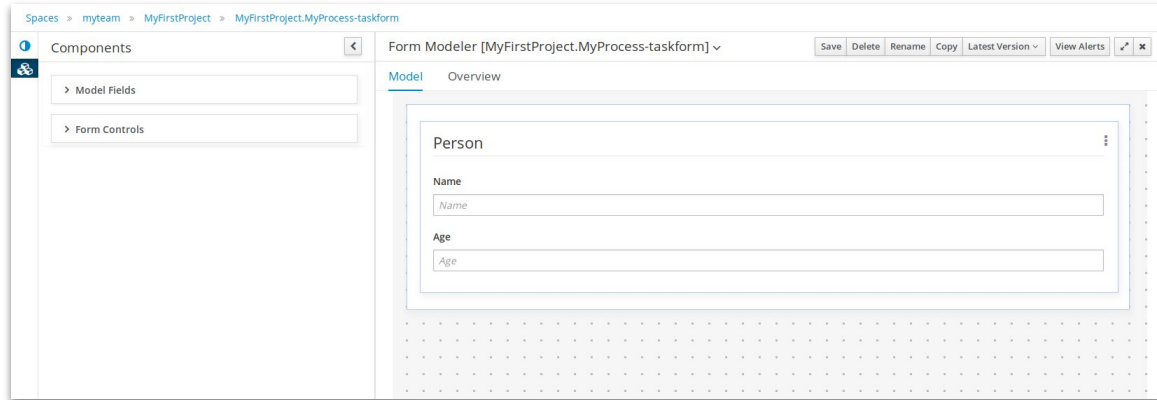 Spaces » myteam » MyFirstProject » MyFirstProject.MyProcess-taskform
Components
Model Fields
Form Controls
Form Modeler [MyFirstProject.MyProcess-taskform]
Save Delete Rename Copy Latest Version View Alerts
Model Overview
Person
Name
Name
Age
Age